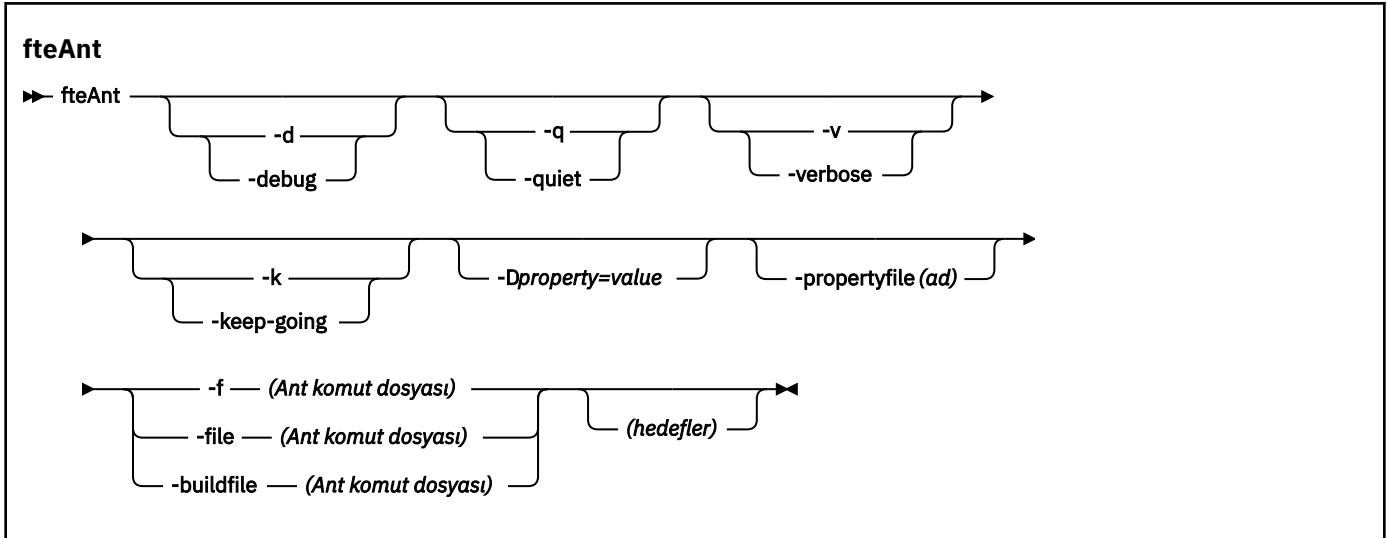 fteAnt
fteAnt -d -q -v
-debug -quiet -verbose
-k -Dproperty=value -propertyfile (ad)
-keep-going
-f (Ant komut dosyası)
-file (Ant komut dosyası) (hedefler)
-buildfile (Ant komut dosyası)